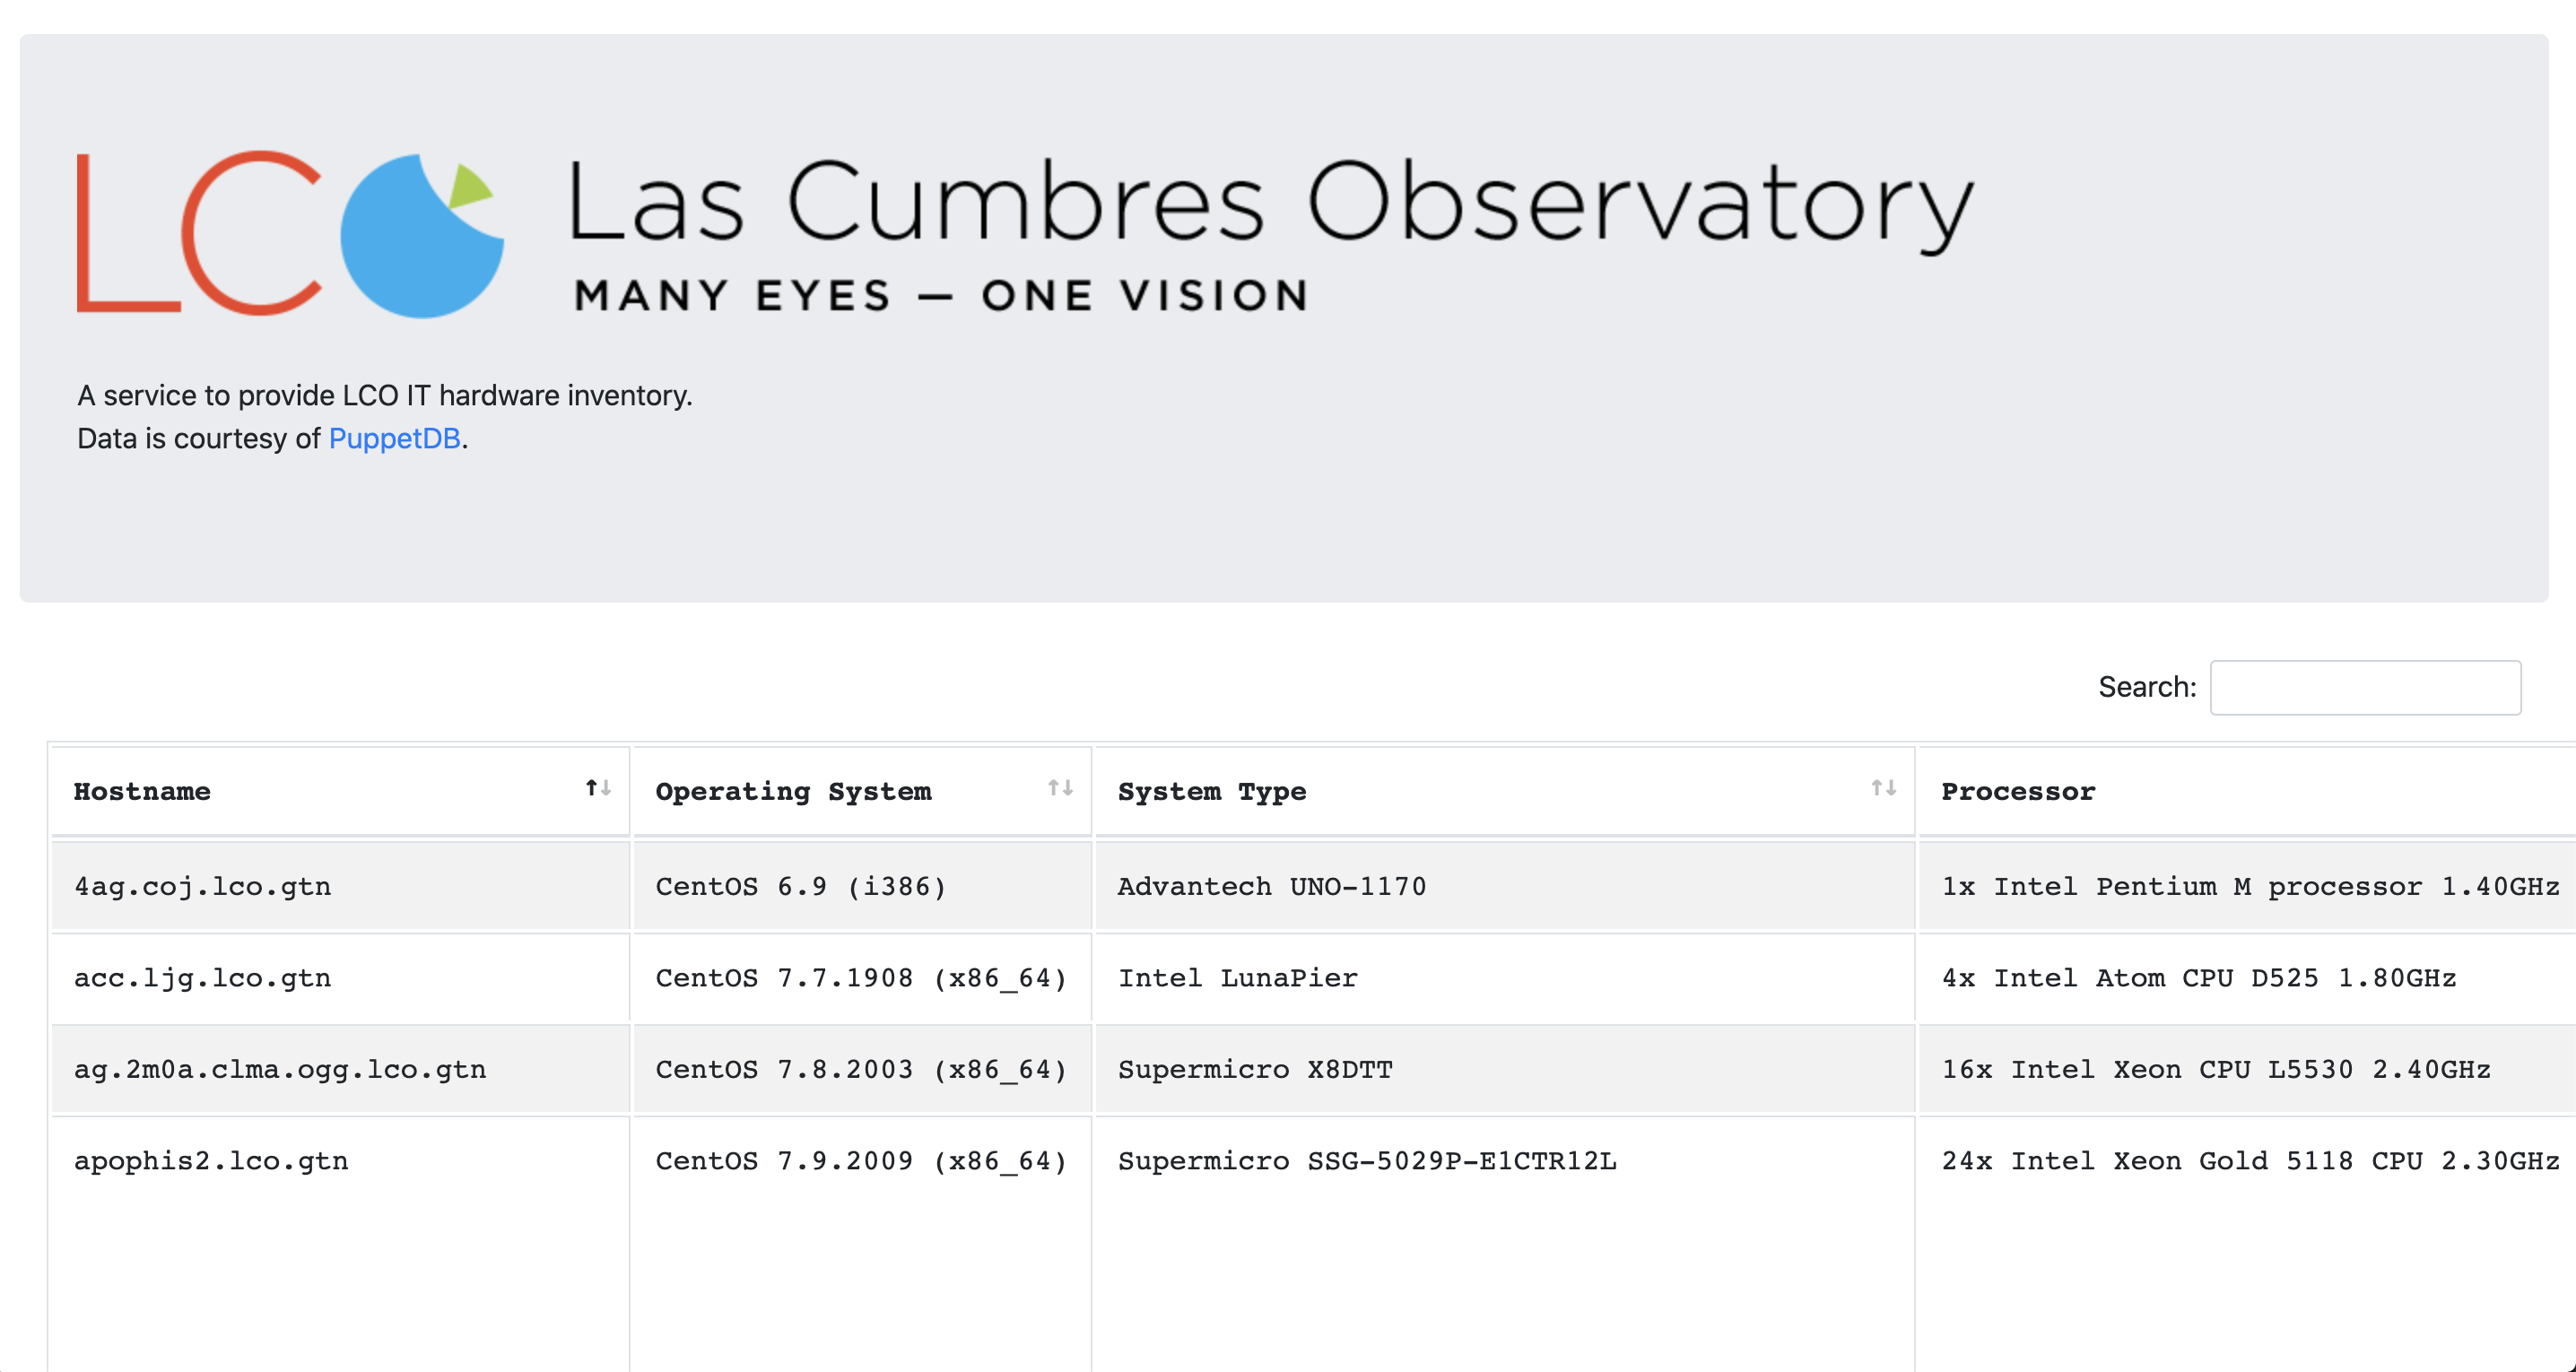 LCO Las Cumbres Observatory
MANY EYES — ONE VISION
A service to provide LCO IT hardware inventory.
Data is courtesy of PuppetDB.
Search:
Hostname ↑↓ Operating System ↑↓ System Type ↑↓ Processor
4ag.coj.lco.gtn CentOS 6.9 (i386) Advantech UNO-1170 1x Intel Pentium M processor 1.40GHz
acc.ljg.lco.gtn CentOS 7.7.1908 (x86_64) Intel LunaPier 4x Intel Atom CPU D525 1.80GHz
ag.2m0a.clma.ogg.lco.gtn CentOS 7.8.2003 (x86_64) Supermicro X8DTT 16x Intel Xeon CPU L5530 2.40GHz
apophis2.lco.gtn CentOS 7.9.2009 (x86_64) Supermicro SSG-5029P-E1CTR12L 24x Intel Xeon Gold 5118 CPU 2.30GHz